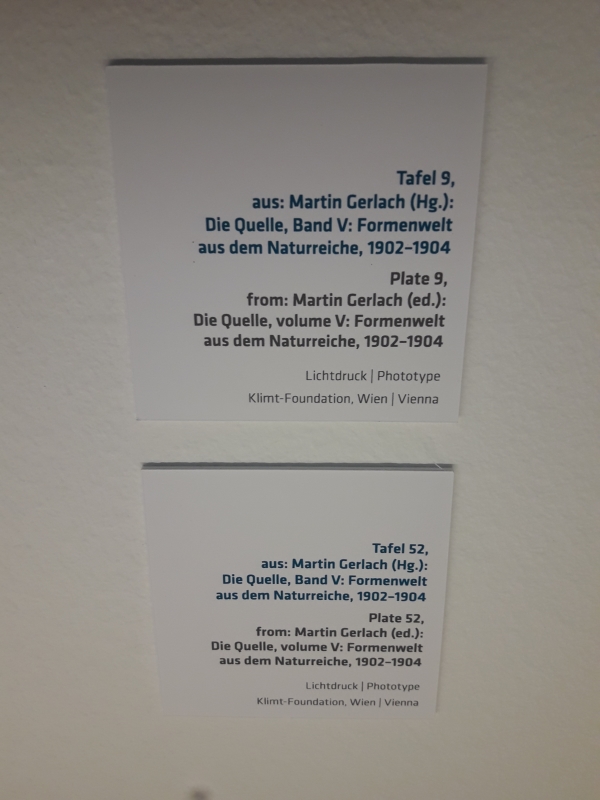 Tafel 9,
aus: Martin Gerlach (Hg.):
Die Quelle, Band V: Formenwelt
aus dem Naturreiche, 1902–1904
Plate 9,
from: Martin Gerlach (ed.):
Die Quelle, volume V: Formenwelt
aus dem Naturreiche, 1902–1904
Lichtdruck | Phototype
Klimt-Foundation, Wien | Vienna
Tafel 52,
aus: Martin Gerlach (Hg.):
Die Quelle, Band V: Formenwelt
aus dem Naturreiche, 1902–1904
Plate 52,
from: Martin Gerlach (ed.):
Die Quelle, volume V: Formenwelt
aus dem Naturreiche, 1902–1904
Lichtdruck | Phototype
Klimt-Foundation, Wien | Vienna